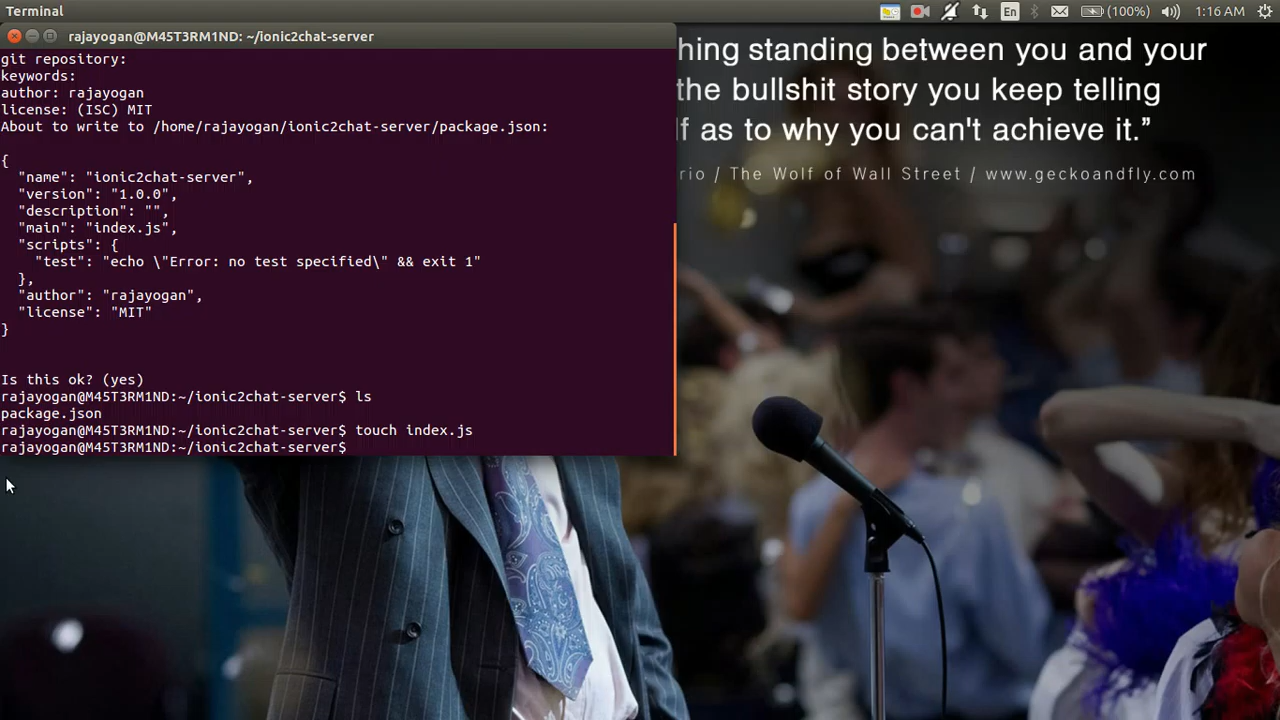 Terminal
En
(100%)
1:16 AM
rajayogan@M45T3RM1ND: ~/ionic2chat-server
git repository:
keywords:
author: rajayogan
license: (ISC) MIT
About to write to /home/rajayogan/ionic2chat-server/package.json:
{
"name": "ionic2chat-server",
"version": "1.0.0",
"description": "",
"main": "index.js",
"scripts": {
"test": "echo \"Error: no test specified\" && exit 1"
},
"author": "rajayogan",
"license": "MIT"
}
Is this ok? (yes)
rajayogan@M45T3RM1ND:~/ionic2chat-server$ ls
package.json
rajayogan@M45T3RM1ND:~/ionic2chat-server$ touch index.js
rajayogan@M45T3RM1ND:~/ionic2chat-server$
hing standing between you and your
the bullshit story you keep telling
lf as to why you can't achieve it.”
rio / The Wolf of Wall Street / www.geckoandfly.com